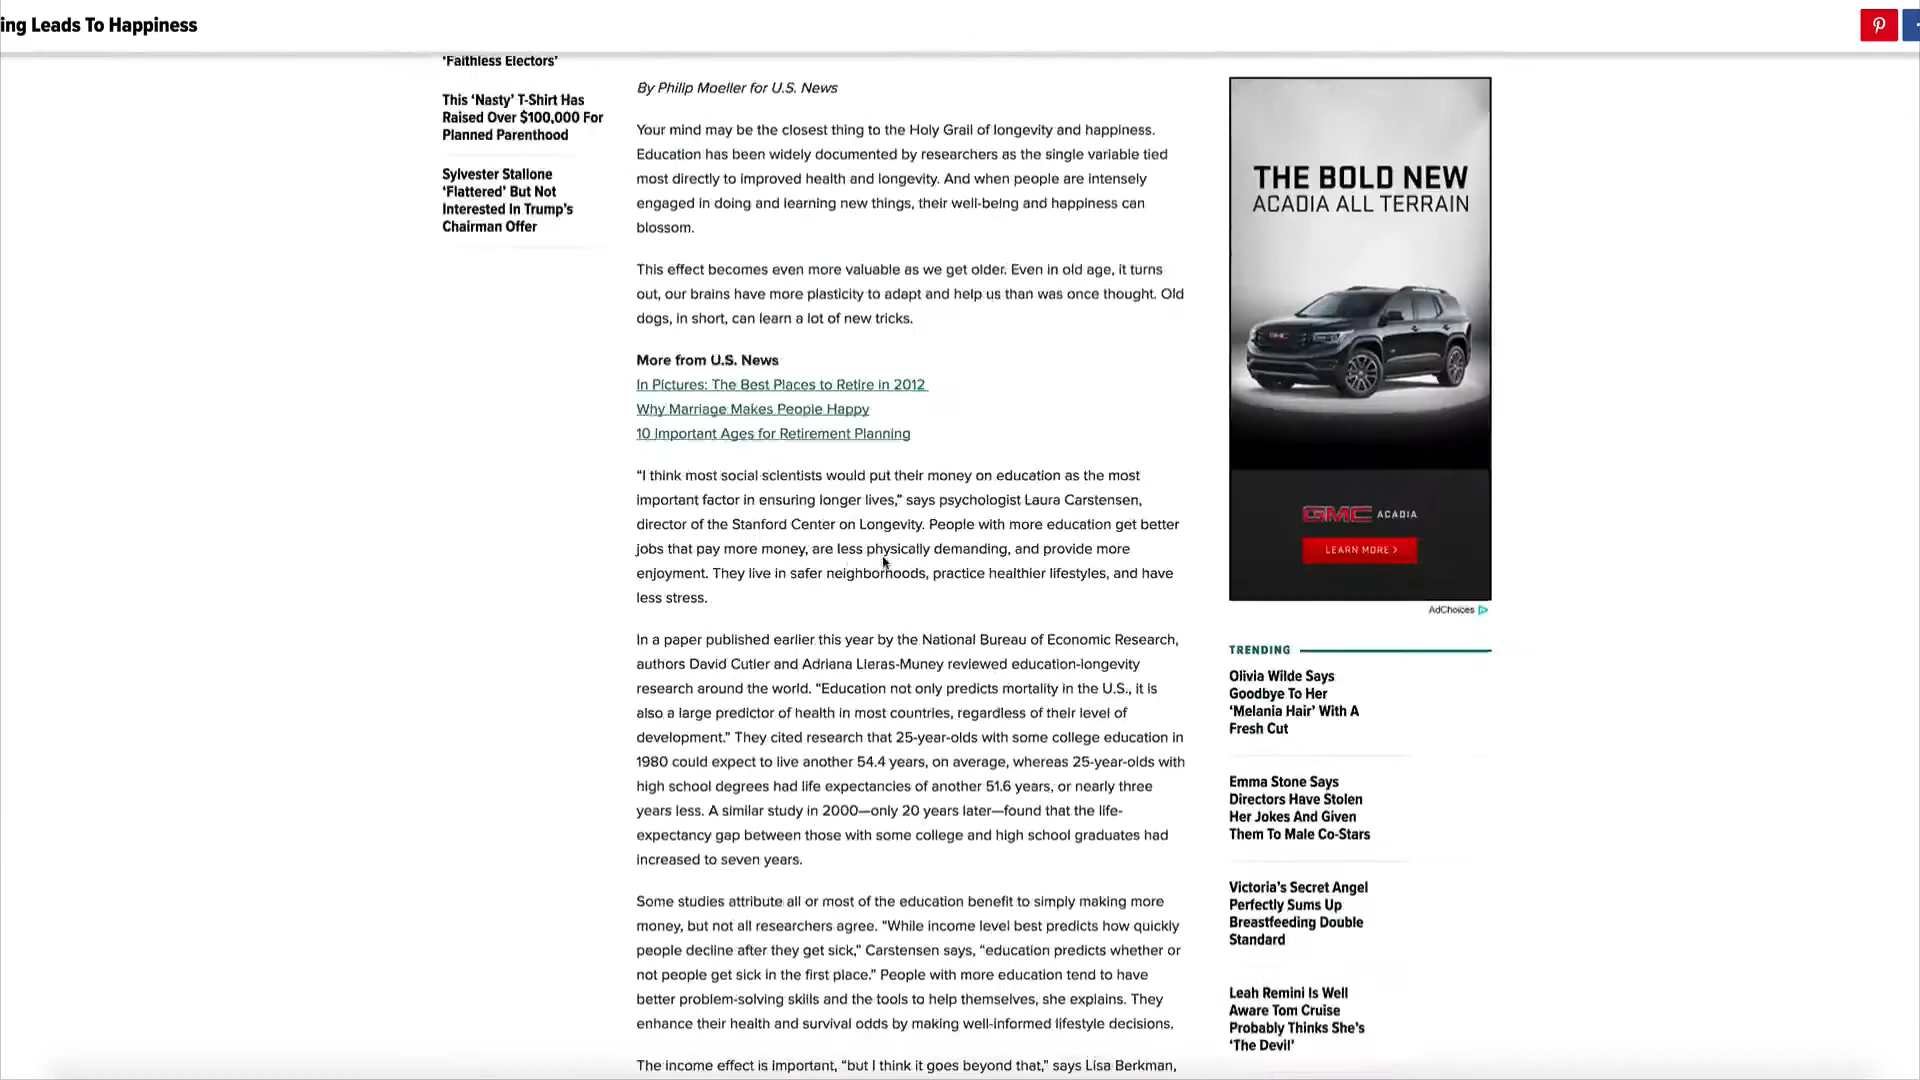 ing Leads To Happiness
'Faithless Electors'
This 'Nasty' T-Shirt Has
Raised Over $100,000 For
Planned Parenthood
Sylvester Stallone
'Flattered' But Not
Interested In Trump's
Chairman Offer
By Philip Moeller for U.S. News
Your mind may be the closest thing to the Holy Grail of longevity and happiness.
Education has been widely documented by researchers as the single variable tied
most directly to improved health and longevity. And when people are intensely
engaged in doing and learning new things, their well-being and happiness can
blossom.
This effect becomes even more valuable as we get older. Even in old age, it turns
out, our brains have more plasticity to adapt and help us than was once thought. Old
dogs, in short, can learn a lot of new tricks.
More from U.S. News
In Pictures: The Best Places to Retire in 2012
Why Marriage Makes People Happy
10 Important Ages for Retirement Planning
“I think most social scientists would put their money on education as the most
important factor in ensuring longer lives,” says psychologist Laura Carstensen,
director of the Stanford Center on Longevity. People with more education get better
jobs that pay more money, are less physically demanding, and provide more
enjoyment. They live in safer neighborhoods, practice healthier lifestyles, and have
less stress.
In a paper published earlier this year by the National Bureau of Economic Research,
authors David Cutler and Adriana Lleras-Muney reviewed education-longevity
research around the world. “Education not only predicts mortality in the U.S., it is
also a large predictor of health in most countries, regardless of their level of
development.” They cited research that 25-year-olds with some college education in
1980 could expect to live another 54.4 years, on average, whereas 25-year-olds with
high school degrees had life expectancies of another 51.6 years, or nearly three
years less. A similar study in 2000—only 20 years later—found that the life-
expectancy gap between those with some college and high school graduates had
increased to seven years.
Some studies attribute all or most of the education benefit to simply making more
money, but not all researchers agree. “While income level best predicts how quickly
people decline after they get sick,” Carstensen says, “education predicts whether or
not people get sick in the first place.” People with more education tend to have
better problem-solving skills and the tools to help themselves, she explains. They
enhance their health and survival odds by making well-informed lifestyle decisions.
The income effect is important, “but I think it goes beyond that,” says Lisa Berkman,
THE BOLD NEW
ACADIA ALL TERRAIN
GMC ACADIA
LEARN MORE >
AdChoices
TRENDING
Olivia Wilde Says
Goodbye To Her
'Melania Hair' With A
Fresh Cut
Emma Stone Says
Directors Have Stolen
Her Jokes And Given
Them To Male Co-Stars
Victoria's Secret Angel
Perfectly Sums Up
Breastfeeding Double
Standard
Leah Remini Is Well
Aware Tom Cruise
Probably Thinks She's
'The Devil'